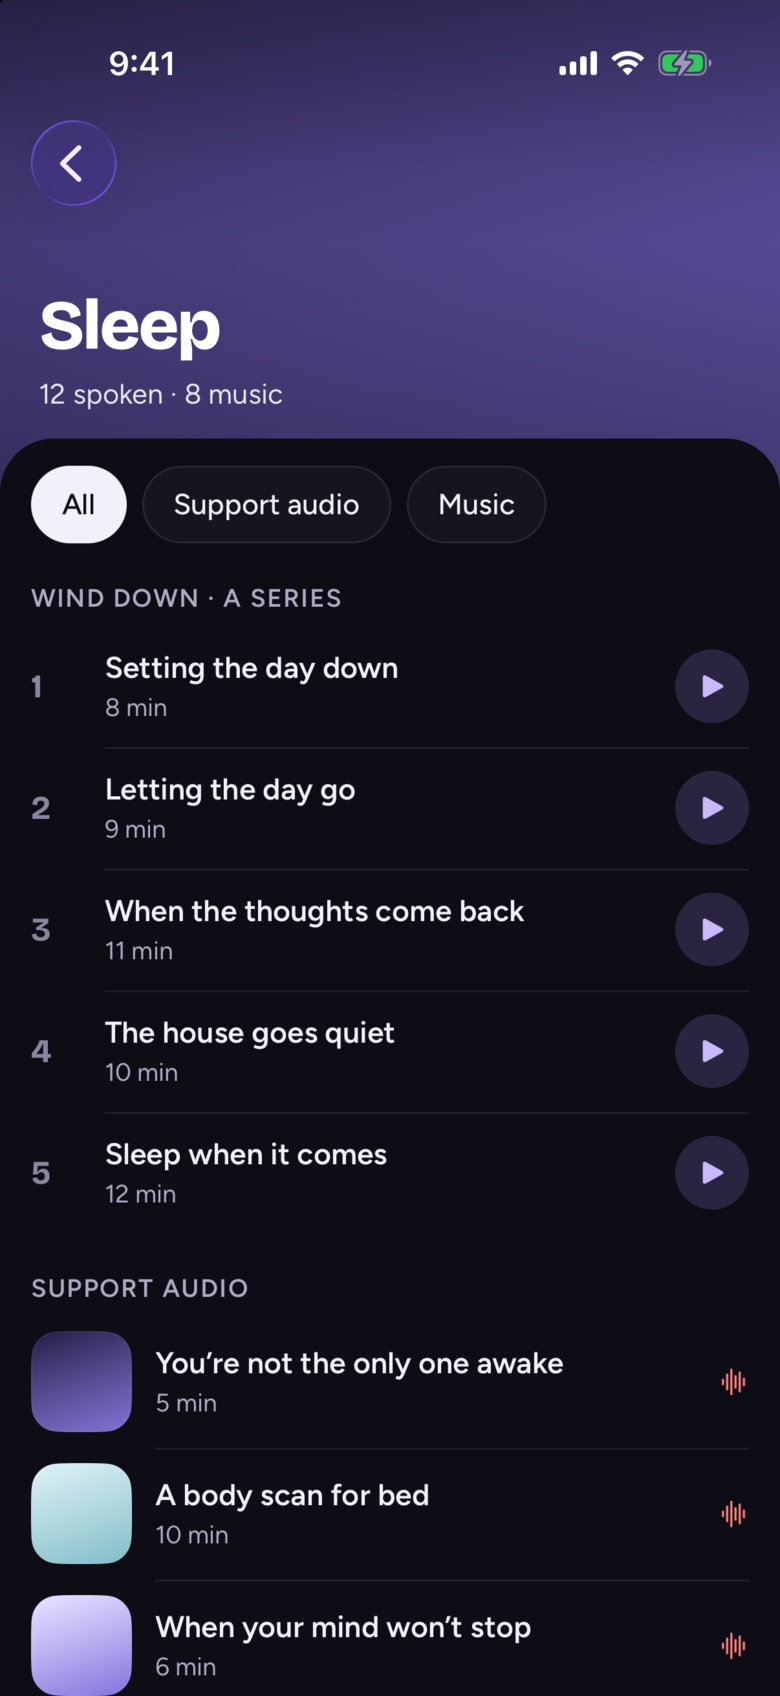 9:41
Sleep
12 spoken · 8 music
All
Support audio
Music
WIND DOWN · A SERIES
1
Setting the day down
8 min
2
Letting the day go
9 min
3
When the thoughts come back
11 min
4
The house goes quiet
10 min
5
Sleep when it comes
12 min
SUPPORT AUDIO
You’re not the only one awake
5 min
A body scan for bed
10 min
When your mind won’t stop
6 min